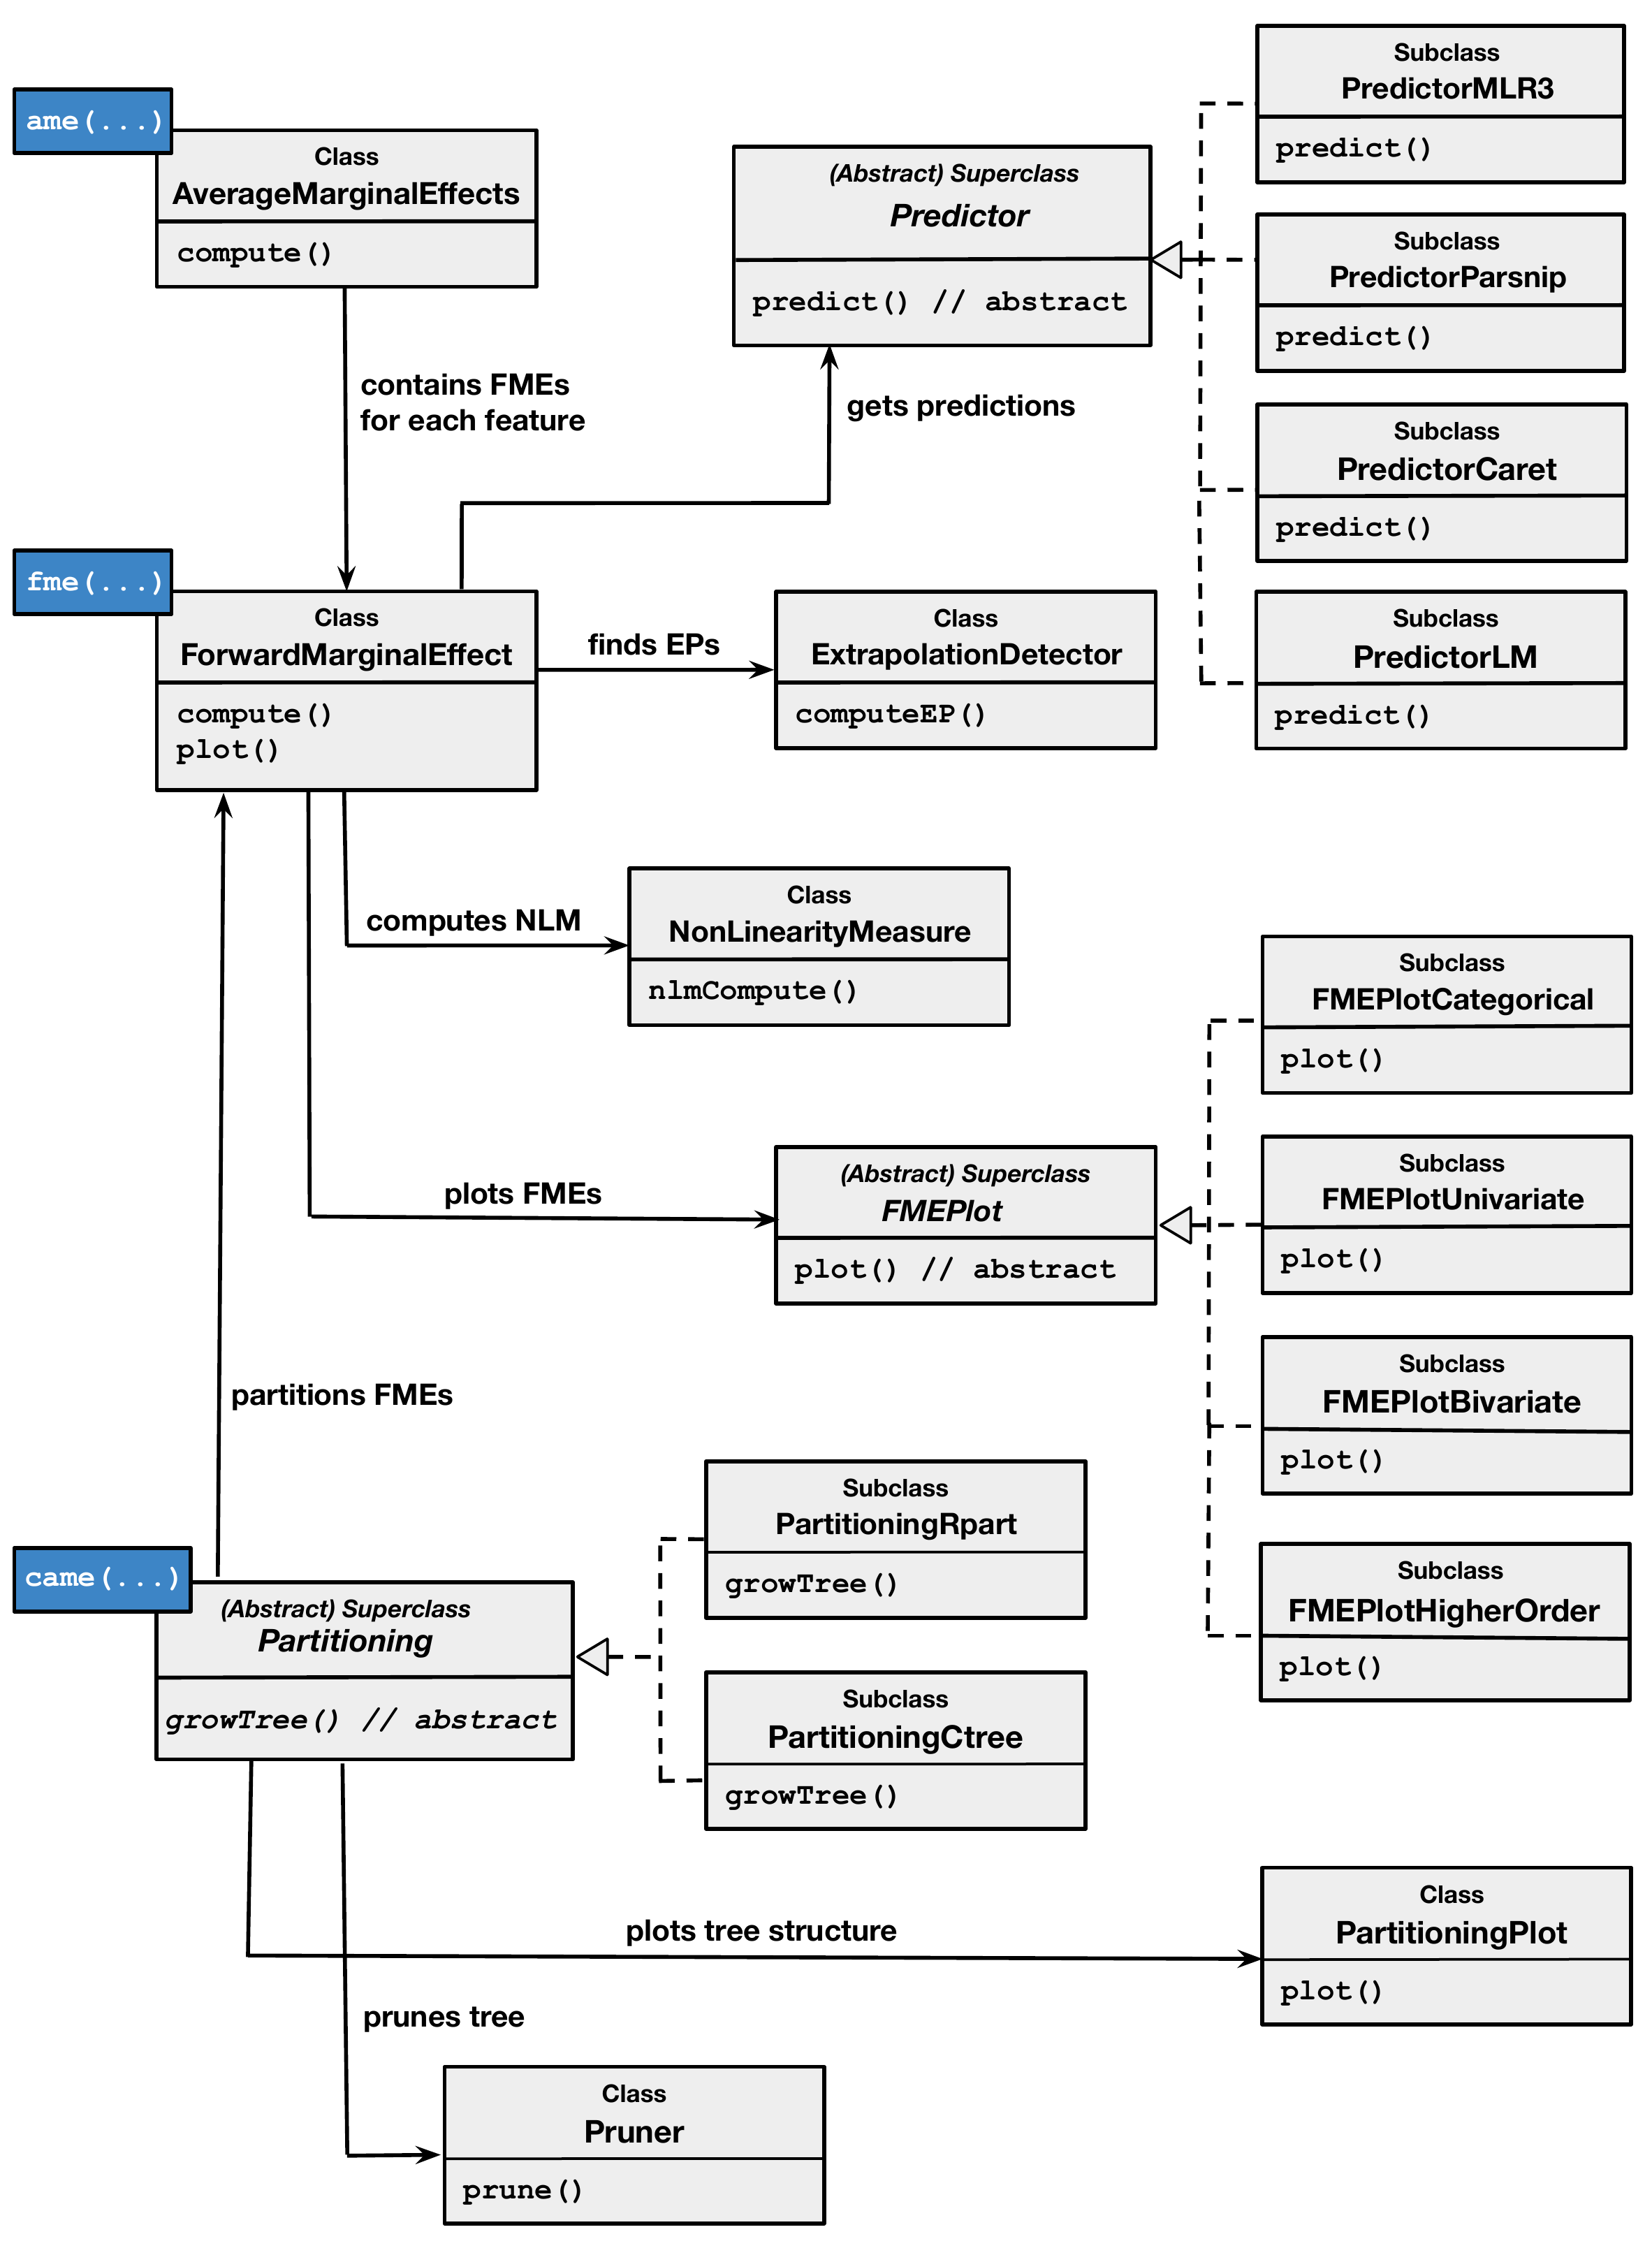 ame(...)
Class
AverageMarginalEffects
compute()
contains FMEs
for each feature
(Abstract) Superclass
Predictor
predict() // abstract
gets predictions
Subclass
PredictorMLR3
predict()
Subclass
PredictorParsnip
predict()
Subclass
PredictorCaret
predict()
Subclass
PredictorLM
predict()
fme(...)
Class
ForwardMarginalEffect
compute()
plot()
finds EPs
Class
ExtrapolationDetector
computeEP()
computes NLM
Class
NonLinearityMeasure
nlmCompute()
plots FMEs
(Abstract) Superclass
FMEPlot
plot() // abstract
Subclass
FMEPlotCategorical
plot()
Subclass
FMEPlotUnivariate
plot()
Subclass
FMEPlotBivariate
plot()
Subclass
FMEPlotHigherOrder
plot()
partitions FMEs
came(...)
(Abstract) Superclass
Partitioning
growTree() // abstract
Subclass
PartitioningRpart
growTree()
Subclass
PartitioningCtree
growTree()
plots tree structure
Class
PartitioningPlot
plot()
prunes tree
Class
Pruner
prune()